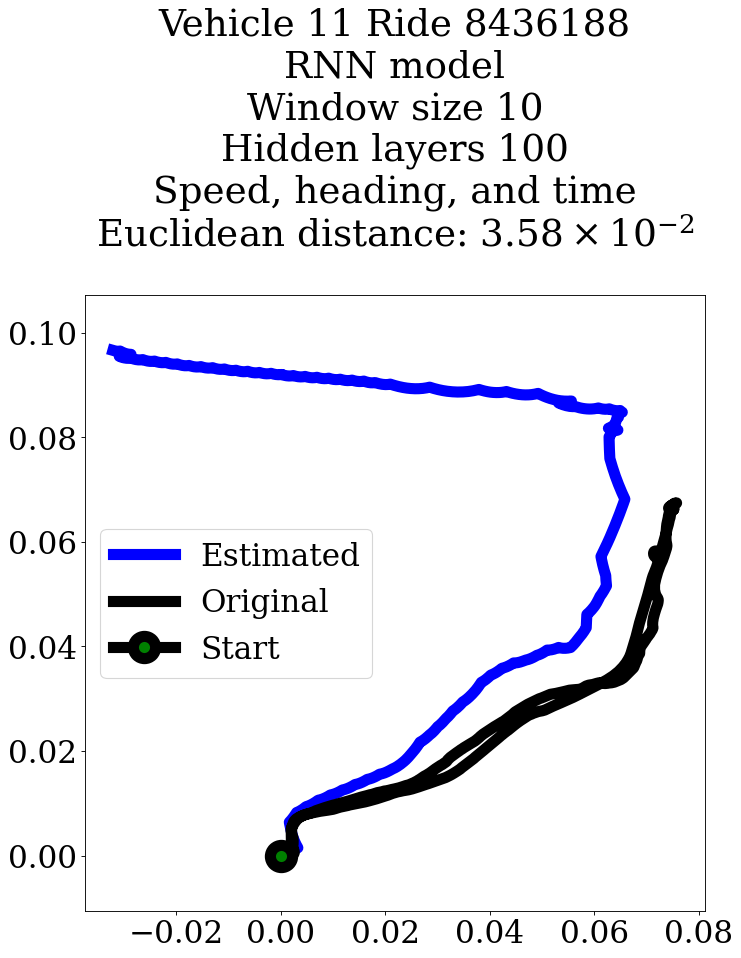 Vehicle 11 Ride 8436188
RNN model
Window size 10
Hidden layers 100
Speed, heading, and time
Euclidean distance: 3.58 × 10⁻²
0.10
0.08
0.06
0.04
0.02
0.00
Estimated
Original
Start
−0.02 0.00 0.02 0.04 0.06 0.08